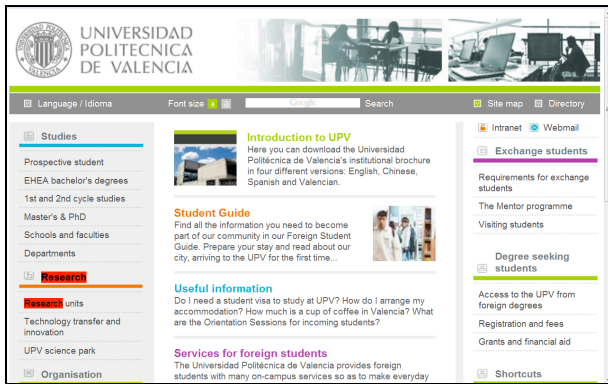 UNIVERSIDAD
POLITECNICA
DE VALENCIA
Language / Idioma
Font size a a
Google
Search
Site map
Directory
Studies
Prospective student
EHEA bachelor's degrees
1st and 2nd cycle studies
Master's & PhD
Schools and faculties
Departments
Research
Research units
Technology transfer and
innovation
UPV science park
Organisation
Introduction to UPV
Here you can download the Universidad
Politécnica de Valencia's institutional brochure
in four different versions: English, Chinese,
Spanish and Valencian.
Student Guide
Find all the information you need to become
part of our community in our Foreign Student
Guide. Prepare your stay and read about our
city, arriving to the UPV for the first time...
Useful information
Do I need a student visa to study at UPV? How do I arrange my
accommodation? How much is a cup of coffee in Valencia? What
are the Orientation Sessions for incoming students?
Services for foreign students
The Universidad Politécnica de Valencia provides foreign
students with many on-campus services so as to make everyday
Intranet
Webmail
Exchange students
Requirements for exchange
students
The Mentor programme
Visiting students
Degree seeking
students
Access to the UPV from
foreign degrees
Registration and fees
Grants and financial aid
Shortcuts